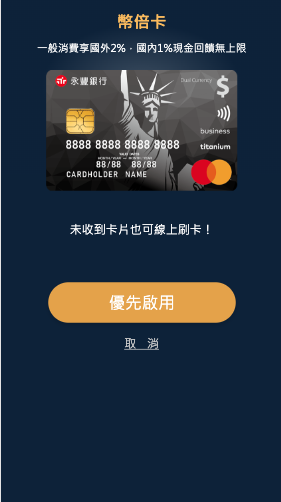 幣倍卡
一般消費享國外2%，國內1%現金回饋無上限
永豐銀行
Dual Currency
$
business
titanium
8888 8888 8888 8888
88/88 88/88
CARDHOLDER NAME
未收到卡片也可線上刷卡！
優先啟用
取 消